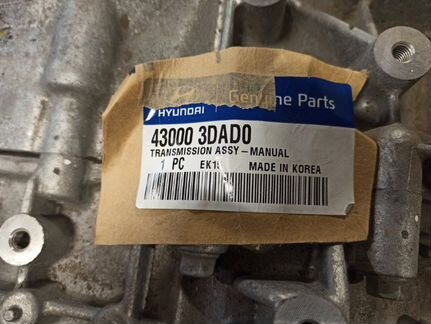 HYUNDAI Genuine Parts
43000 3DAD0
TRANSMISSION ASSY-MANUAL
1 PC MADE IN KOREA